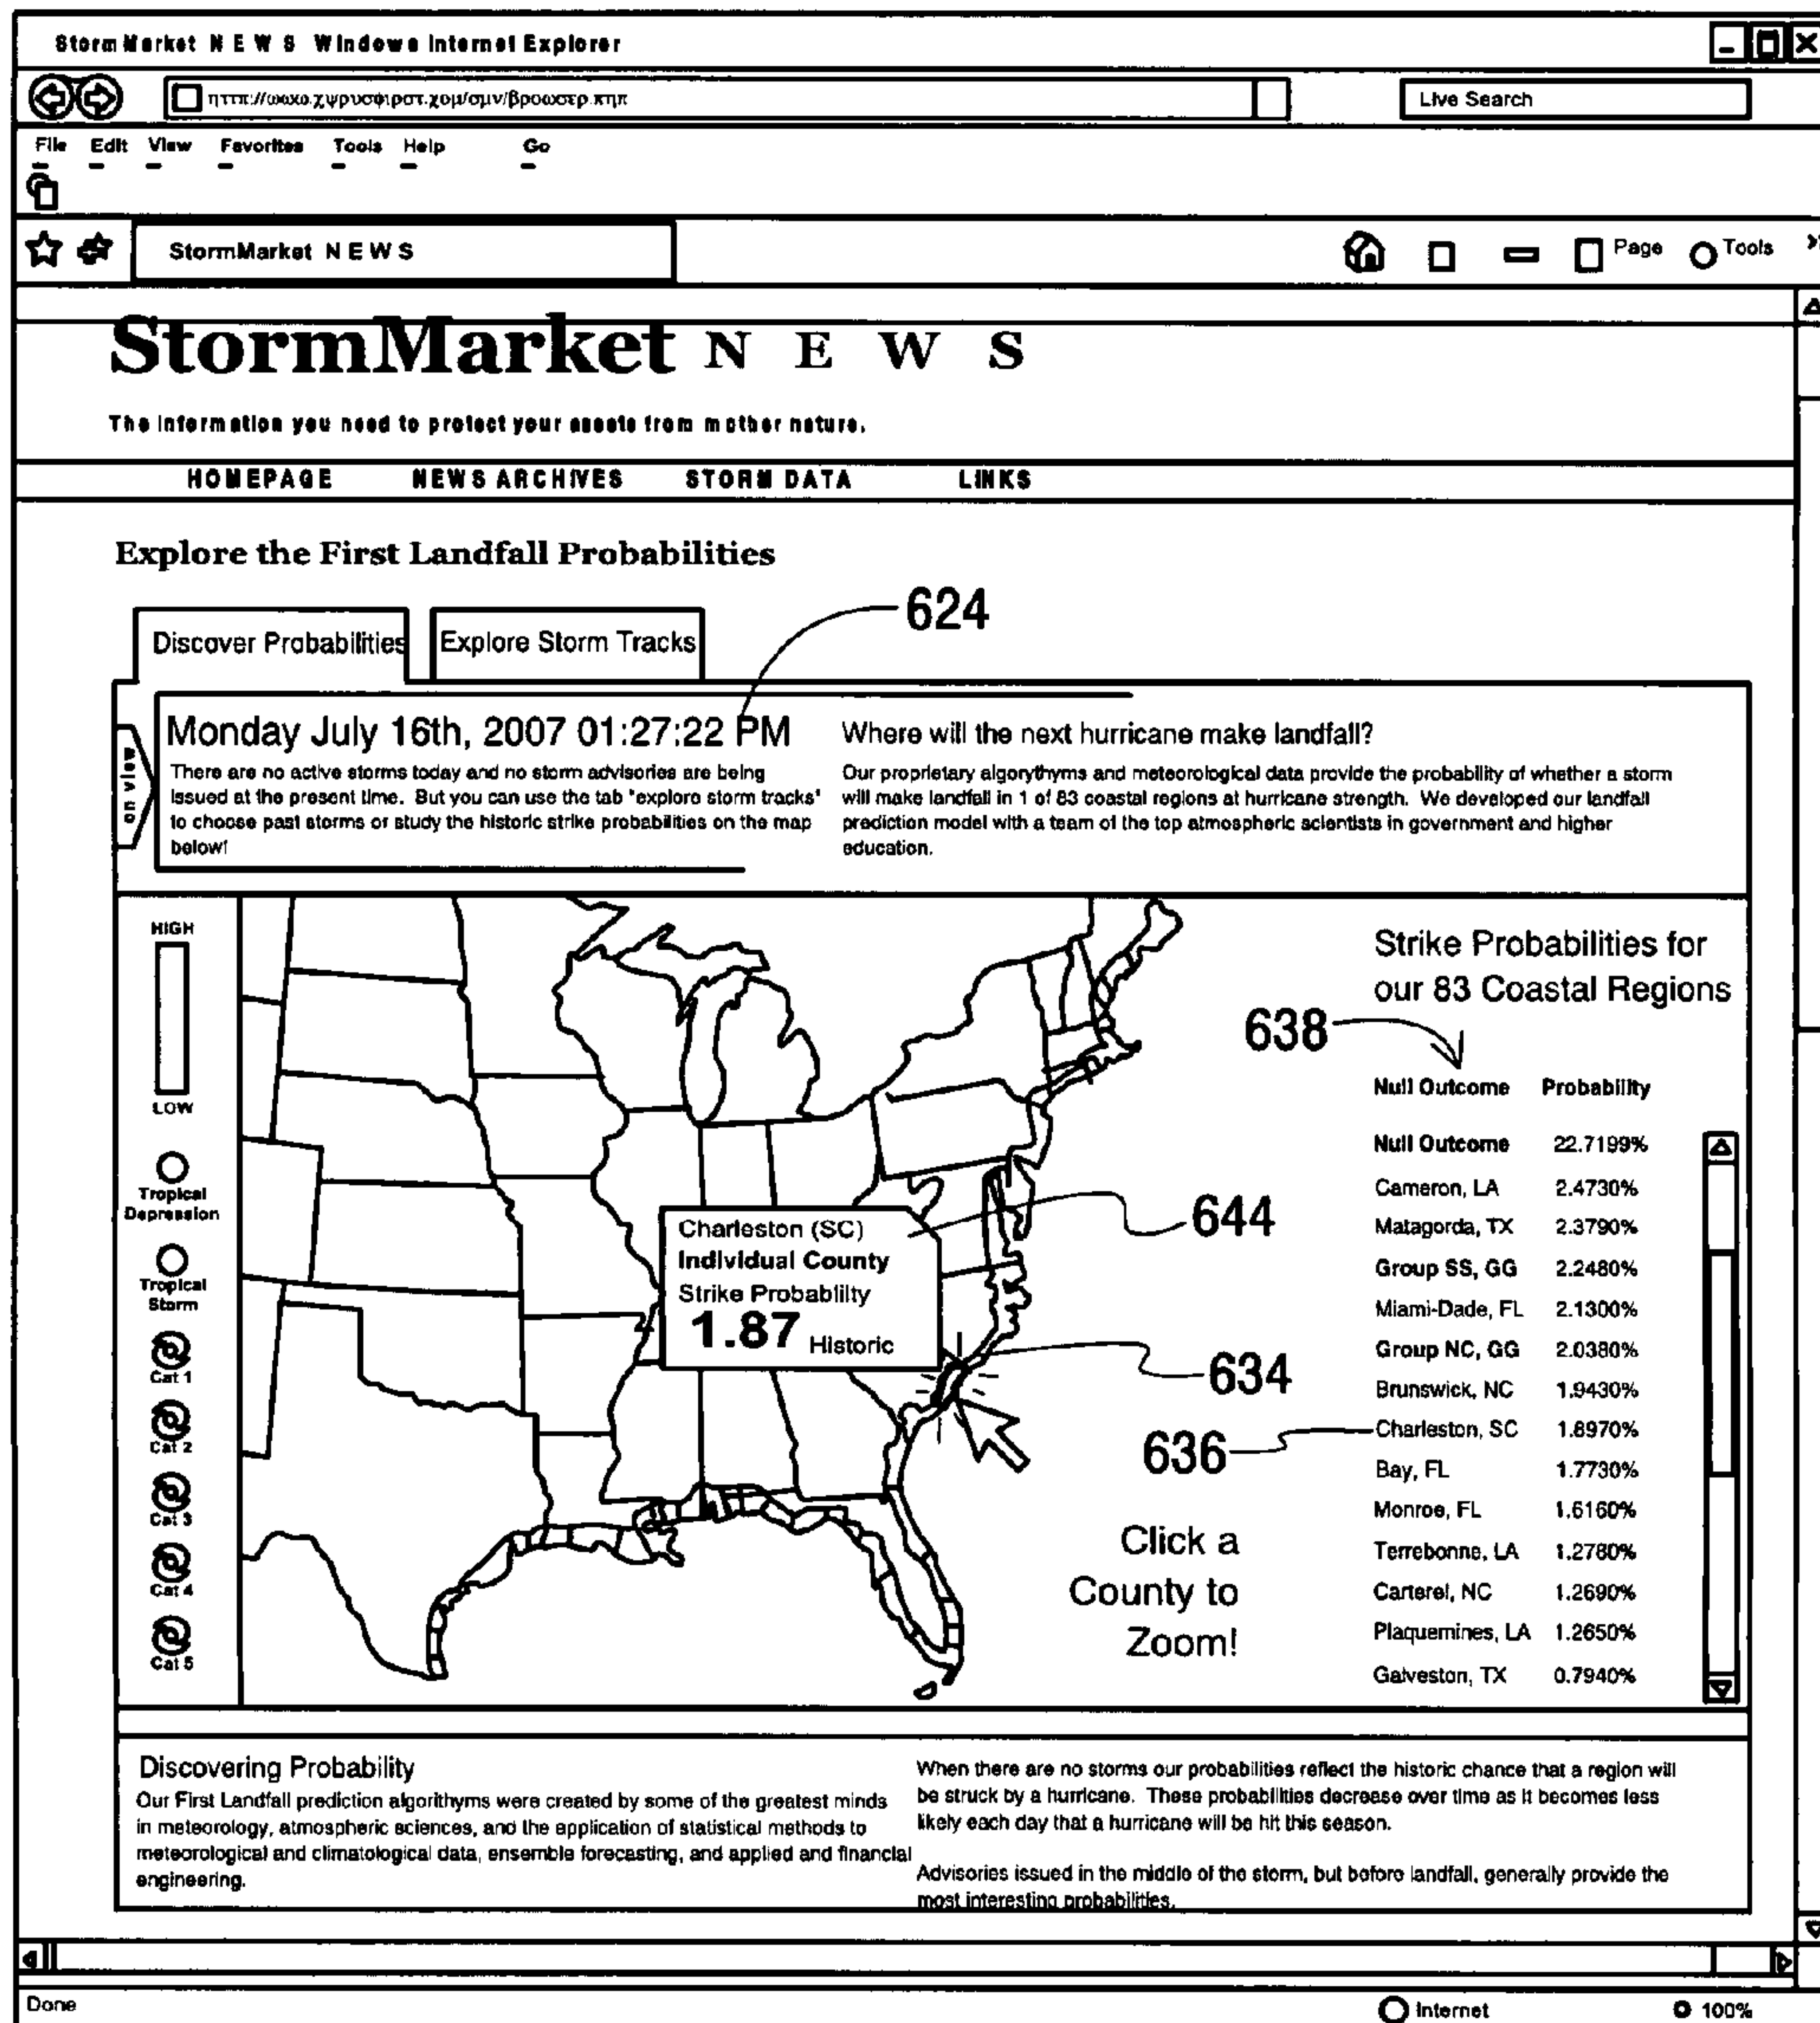 StormMarket N E W S Windows Internet Explorer
ηττπ://ωωω.χψρυσφιρστ.χομ/σμν/βροωσερ.πηπ
Live Search
File Edit View Favorites Tools Help Go
StormMarket N E W S
Page Tools
StormMarket N E W S
The information you need to protect your assets from mother nature.
HOMEPAGE NEWS ARCHIVES STORM DATA LINKS
Explore the First Landfall Probabilities
624
Discover Probabilities Explore Storm Tracks
on view
Monday July 16th, 2007 01:27:22 PM
There are no active storms today and no storm advisories are being
issued at the present time. But you can use the tab "explore storm tracks"
to choose past storms or study the historic strike probabilities on the map
below!
Where will the next hurricane make landfall?
Our proprietary algorythyms and meteorological data provide the probability of whether a storm
will make landfall in 1 of 83 coastal regions at hurricane strength. We developed our landfall
prediction model with a team of the top atmospheric scientists in government and higher
education.
HIGH
LOW
Tropical
Depression
Tropical
Storm
Cat 1
Cat 2
Cat 3
Cat 4
Cat 5
Charleston (SC)
Individual County
Strike Probability
1.87 Historic
644
634
636
638
Click a
County to
Zoom!
Strike Probabilities for
our 83 Coastal Regions
Null Outcome Probability
Null Outcome 22.7199%
Cameron, LA 2.4730%
Matagorda, TX 2.3790%
Group SS, GG 2.2480%
Miami-Dade, FL 2.1300%
Group NC, GG 2.0380%
Brunswick, NC 1.9430%
Charleston, SC 1.8970%
Bay, FL 1.7730%
Monroe, FL 1.6160%
Terrebonne, LA 1.2780%
Carterel, NC 1.2690%
Plaquemines, LA 1.2650%
Galveston, TX 0.7940%
Discovering Probability
Our First Landfall prediction algorithyms were created by some of the greatest minds
in meteorology, atmospheric sciences, and the application of statistical methods to
meteorological and climatological data, ensemble forecasting, and applied and financial
engineering.
When there are no storms our probabilities reflect the historic chance that a region will
be struck by a hurricane. These probabilities decrease over time as it becomes less
likely each day that a hurricane will be hit this season.
Advisories issued in the middle of the storm, but before landfall, generally provide the
most interesting probabilities.
Done
Internet
100%